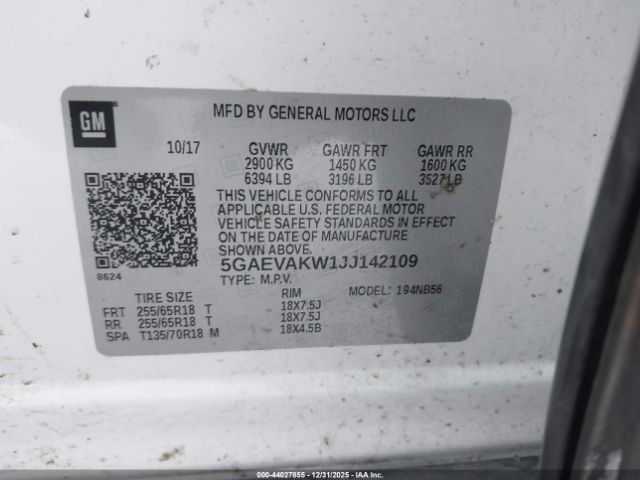 GM
MFD BY GENERAL MOTORS LLC
10/17 GVWR GAWR FRT GAWR RR
2900 KG 1450 KG 1600 KG
6394 LB 3196 LB 3527 LB
THIS VEHICLE CONFORMS TO ALL
APPLICABLE U.S. FEDERAL MOTOR
VEHICLE SAFETY STANDARDS IN EFFECT
ON THE DATE OF MANUFACTURE
SHOWN ABOVE.
8624
5GAEVAKW1JJ142109
TYPE: M.P.V. MODEL: 194NB56
TIRE SIZE RIM
FRT 255/65R18 T 18X7.5J
RR 255/65R18 T 18X7.5J
SPA T135/70R18 M 18X4.5B
© IAA - 44027855 - 12/31/2025 - IAAI.COM